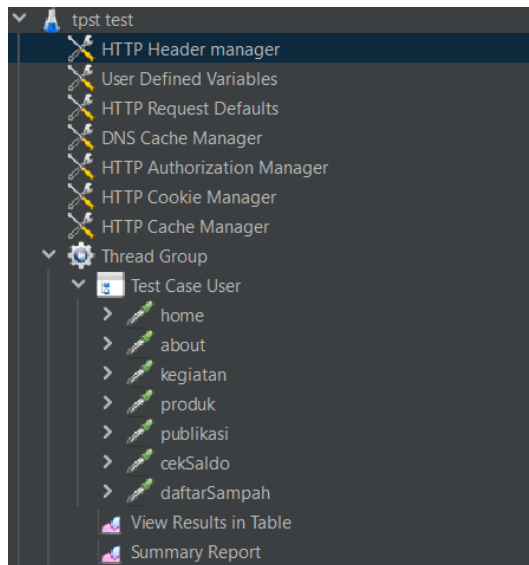 tpst test
HTTP Header manager
User Defined Variables
HTTP Request Defaults
DNS Cache Manager
HTTP Authorization Manager
HTTP Cookie Manager
HTTP Cache Manager
Thread Group
Test Case User
home
about
kegiatan
produk
publikasi
cekSaldo
daftarSampah
View Results in Table
Summary Report